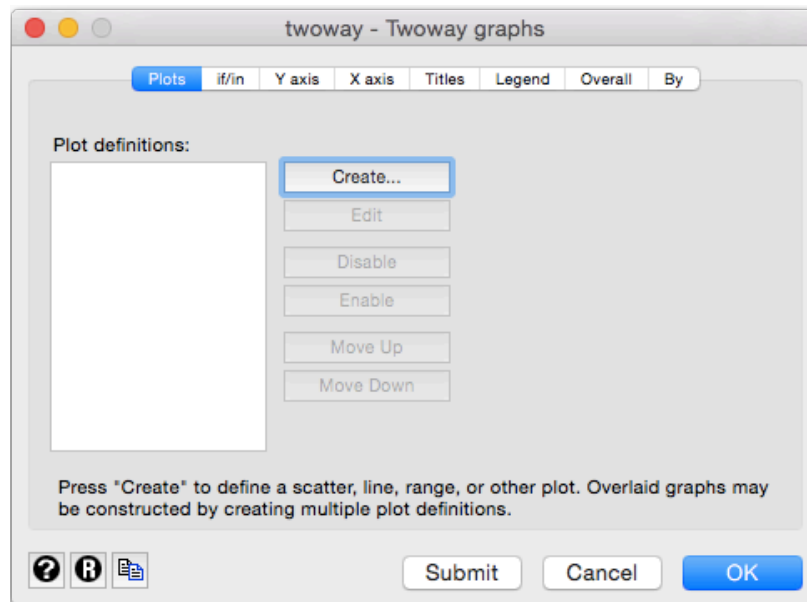 twoway - Twoway graphs
Plots if/in Y axis X axis Titles Legend Overall By
Plot definitions:
Create...
Edit
Disable
Enable
Move Up
Move Down
Press "Create" to define a scatter, line, range, or other plot. Overlaid graphs may
be constructed by creating multiple plot definitions.
? R Submit Cancel OK